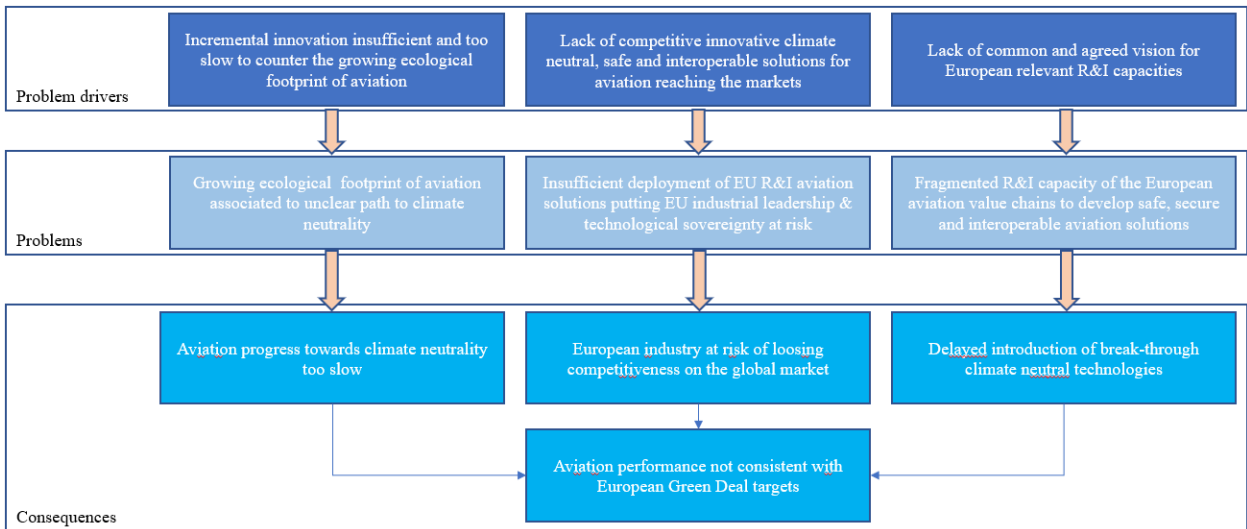 Incremental innovation insufficient and too
slow to counter the growing ecological
footprint of aviation
Lack of competitive innovative climate
neutral, safe and interoperable solutions for
aviation reaching the markets
Lack of common and agreed vision for
European relevant R&I capacities
Problem drivers
Growing ecological footprint of aviation
associated to unclear path to climate
neutrality
Insufficient deployment of EU R&I aviation
solutions putting EU industrial leadership &
technological sovereignty at risk
Fragmented R&I capacity of the European
aviation value chains to develop safe, secure
and interoperable aviation solutions
Problems
Aviation progress towards climate neutrality
too slow
European industry at risk of loosing
competitiveness on the global market
Delayed introduction of break-through
climate neutral technologies
Aviation performance not consistent with
European Green Deal targets
Consequences